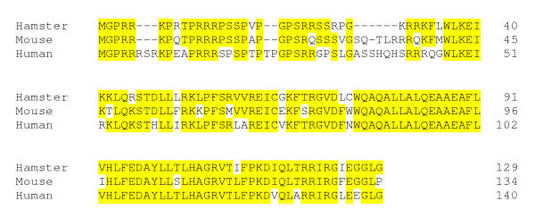 Hamster MGPRR---KPRTPRRRPSSPVP--GPSRRSSRPG------KRRKFLWLKEI 40
Mouse MGPRR---KPQTPRRRPSSPAP--GPSRQSSSVGSQ-TLRRRQKFMWLKEI 45
Human MGPRRRSRKPEAPRRRSPSPTPTPGPSRRGPSLGASSHQHSRRRQGWLKEI 51
Hamster KKLQRSTDLLLRKLPFSRVVREICGKFTRGVDLCWQAQALLALQEAAEAFL 91
Mouse KTLQKSTDLLFRKKPFSMVVREICEKFSRGVDFWWQAQALLALQEAAEAFL 96
Human RKLQKSTHLLIRKLPFSRLAREICVKFTRGVDFNWQAQALLALQEAAEAFL 102
Hamster VHLFEDAYLLTLHAGRVTIFPKDIQLTRRIRGIEGGLG 129
Mouse IHLFEDAYLLSLHAGRVTLFPKDIQLTRRIRGFEGGLP 134
Human VHLFEDAYLLTLHAGRVTLFPKDVQLARRIRGLEEGLG 140